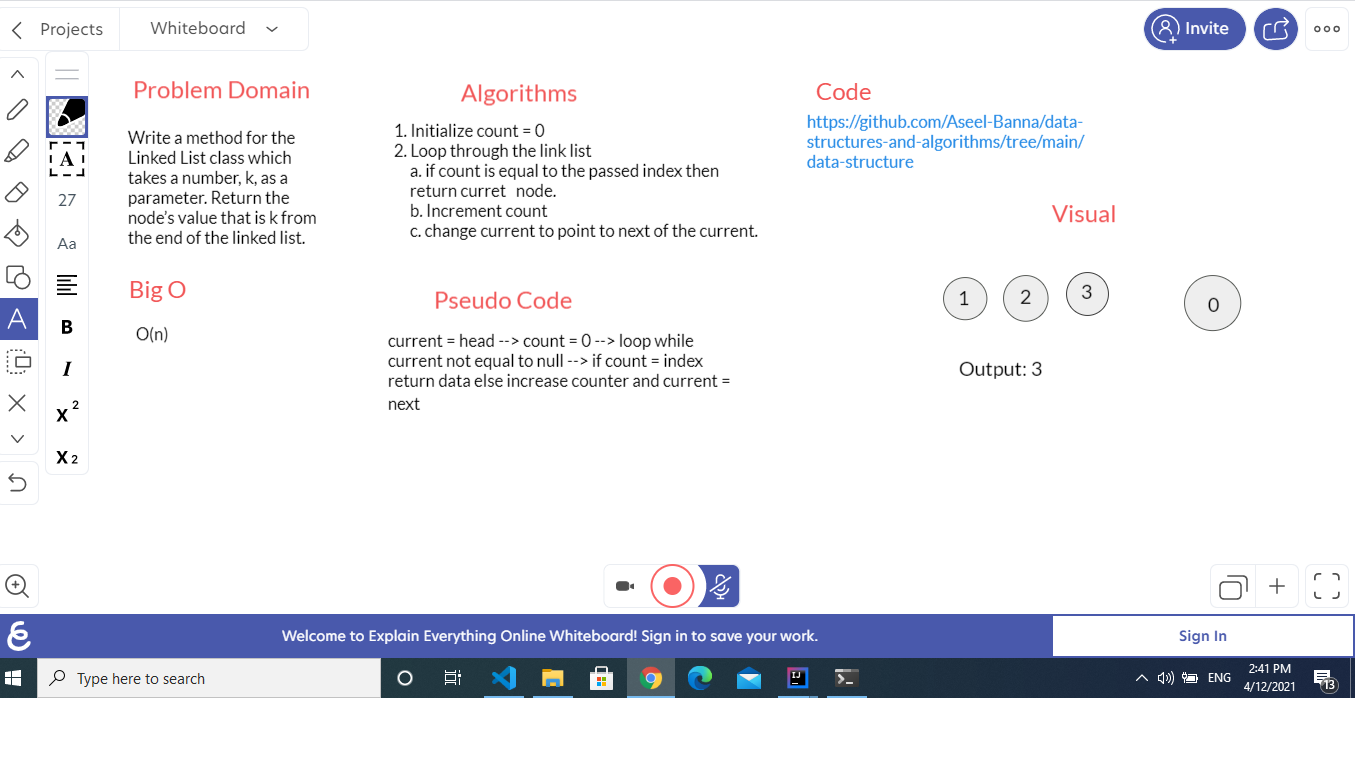 Projects
Whiteboard
Invite
Problem Domain
Write a method for the
Linked List class which
takes a number, k, as a
parameter. Return the
node’s value that is k from
the end of the linked list.
Big O
O(n)
Algorithms
1. Initialize count = 0
2. Loop through the link list
a. if count is equal to the passed index then
return curret node.
b. Increment count
c. change current to point to next of the current.
Pseudo Code
current = head --> count = 0 --> loop while
current not equal to null --> if count = index
return data else increase counter and current =
next
Code
https://github.com/Aseel-Banna/data-
structures-and-algorithms/tree/main/
data-structure
Visual
1 2 3 0
Output: 3
A
27
Aa
A
B
I
X 2
X 2
Welcome to Explain Everything Online Whiteboard! Sign in to save your work.
Sign In
Type here to search
IJ
ENG
2:41 PM
4/12/2021
13